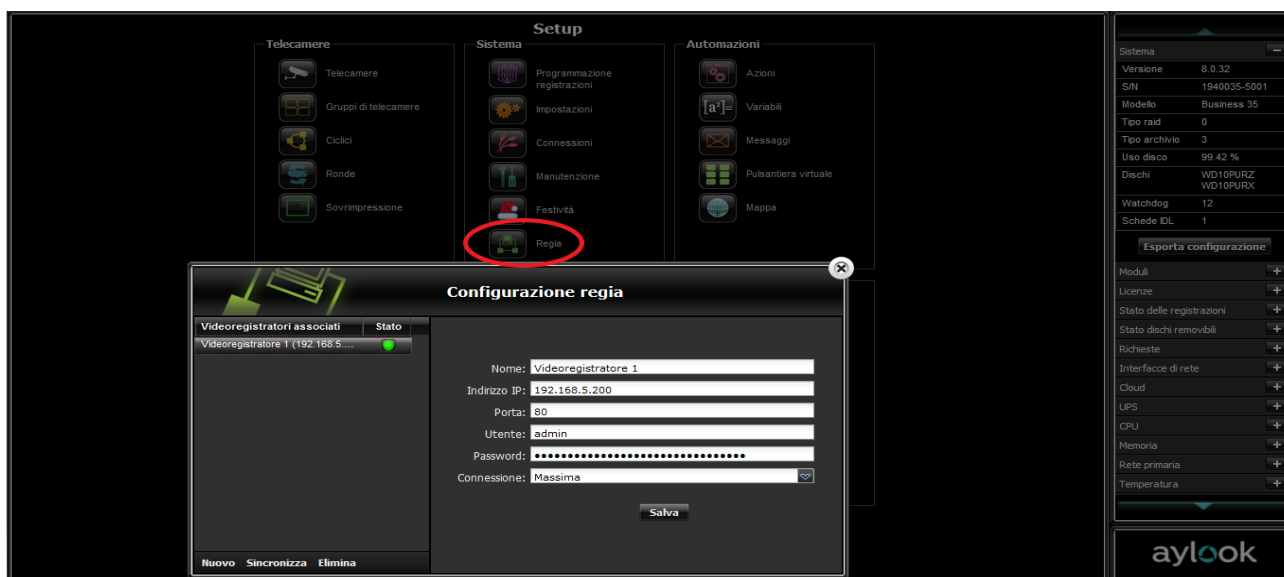 Setup
Telecamere
Telecamere
Gruppi di telecamere
Ciclici
Ronde
Sovrimpressione
Sistema
Programmazione
registrazioni
Impostazioni
Connessioni
Manutenzione
Festività
Regia
Automazioni
Azioni
[a²]=
Variabili
Messaggi
Pulsantiera virtuale
Mappa
Configurazione regia
Videoregistratori associati Stato
Videoregistratore 1 (192.168.5....
Nome: Videoregistratore 1
Indirizzo IP: 192.168.5.200
Porta: 80
Utente: admin
Password: ••••••••••••••••••••••••••••••••
Connessione: Massima
Salva
Nuovo Sincronizza Elimina
Sistema
Versione 8.0.32
S/N 1940035-5001
Modello Business 35
Tipo raid 0
Tipo archivio 3
Uso disco 99.42 %
Dischi WD10PURZ
WD10PURX
Watchdog 12
Schede IDL 1
Esporta configurazione
Moduli
Licenze
Stato delle registrazioni
Stato dischi removibili
Richieste
Interfacce di rete
Cloud
UPS
CPU
Memoria
Rete primaria
Temperatura
aylook